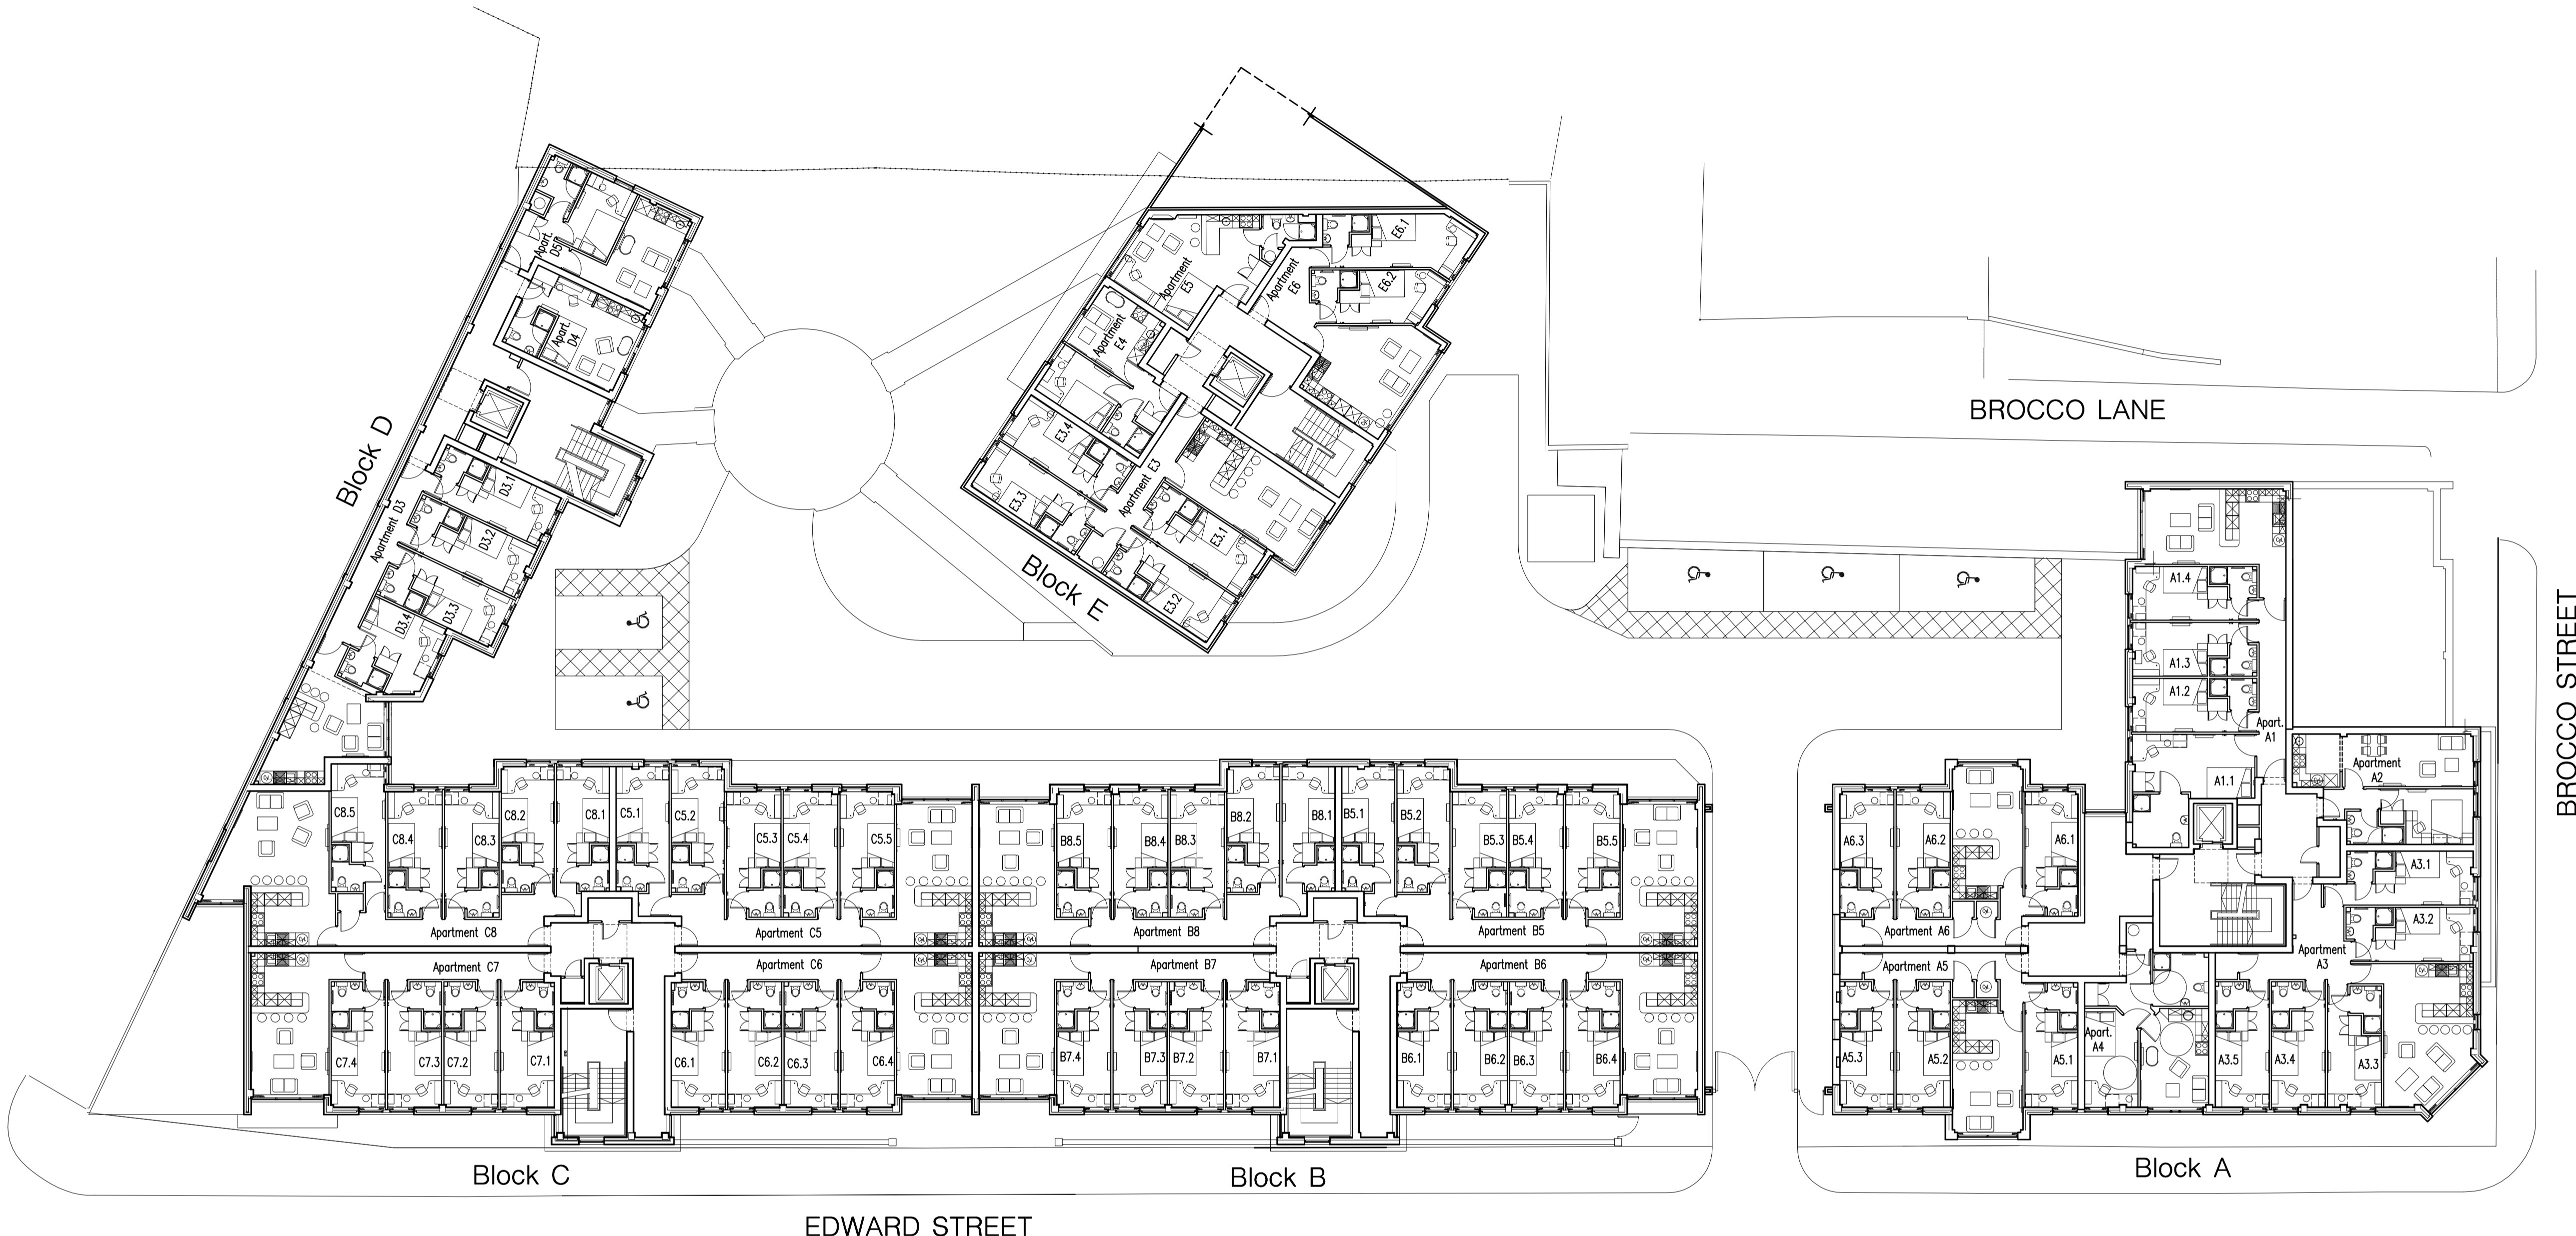 Block D
Apart.
D5
Apart.
D4
Apartment D3
D3.1
D3.2
D3.3
D3.4
Block E
Apartment
E5
Apartment
E6
E6.1
E6.2
Apartment
E4
Apartment E3
E3.4
E3.3
E3.1
E3.2
BROCCO LANE
BROCCO STREET
A1.4
A1.3
A1.2
Apart.
A1
A1.1
Apartment
A2
A3.1
A3.2
Apartment
A3
A3.5
A3.4
A3.3
Apart.
A4
A6.3
A6.2
A6.1
Apartment A6
Apartment A5
A5.3
A5.2
A5.1
Block A
C8.5
C8.4
C8.3
C8.2
C8.1
C5.1
C5.2
C5.3
C5.4
C5.5
Apartment C8
Apartment C5
Apartment C7
Apartment C6
C7.4
C7.3
C7.2
C7.1
C6.1
C6.2
C6.3
C6.4
Block C
B8.5
B8.4
B8.3
B8.2
B8.1
B5.1
B5.2
B5.3
B5.4
B5.5
Apartment B8
Apartment B5
Apartment B7
Apartment B6
B7.4
B7.3
B7.2
B7.1
B6.1
B6.2
B6.3
B6.4
Block B
EDWARD STREET